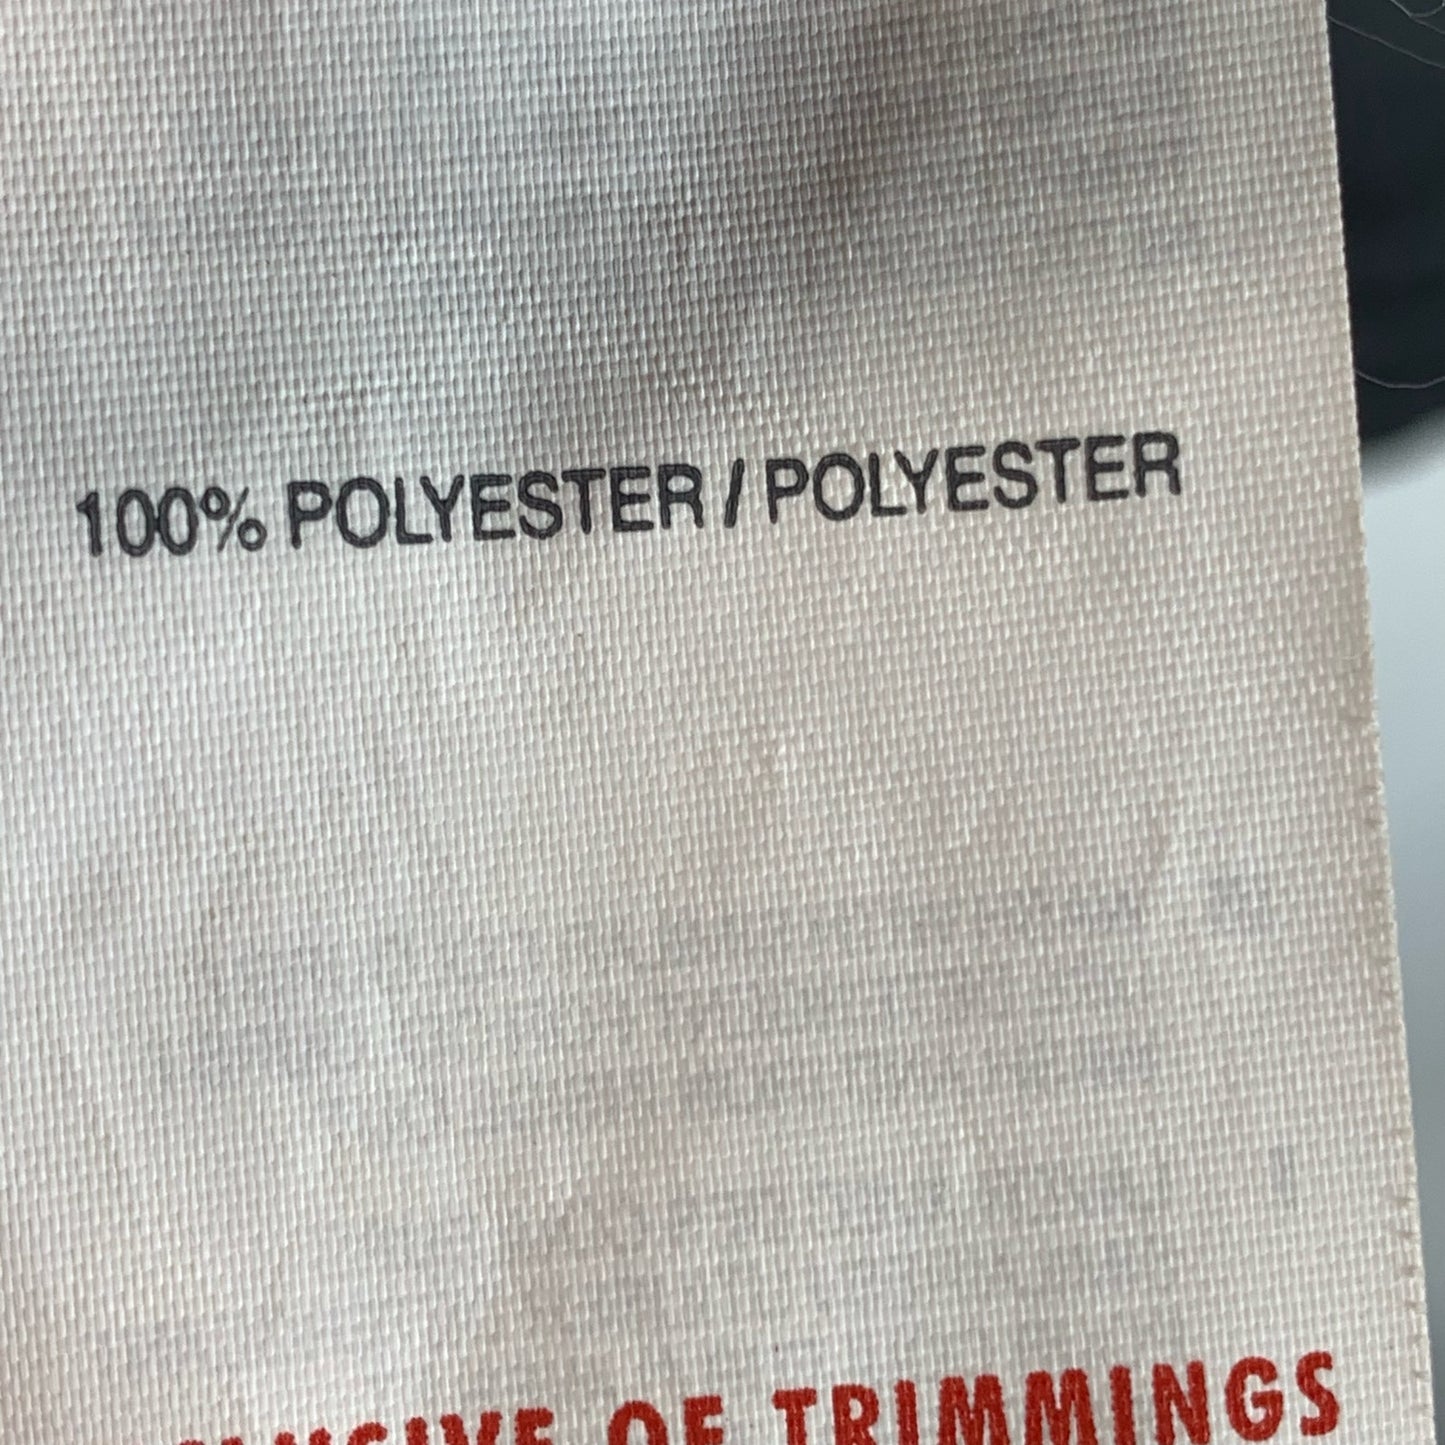 100% POLYESTER / POLYESTER
OF TRIMMINGS